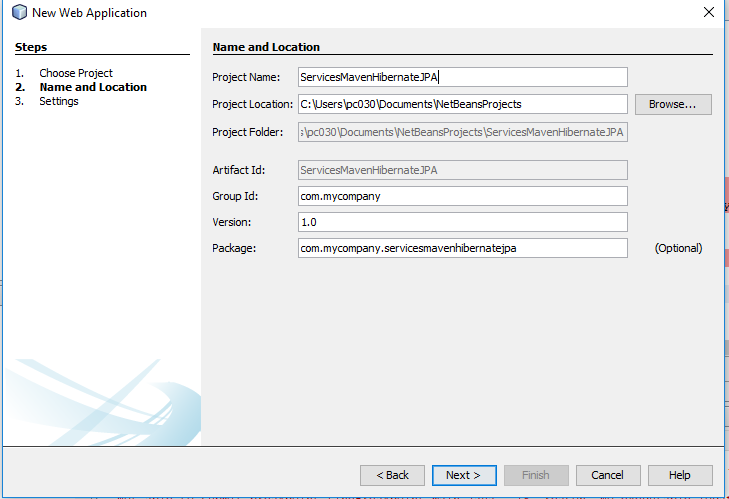 New Web Application
Steps
1. Choose Project
2. Name and Location
3. Settings
Name and Location
Project Name: ServicesMavenHibernateJPA
Project Location: C:\Users\pc030\Documents\NetBeansProjects Browse...
Project Folder: \pc030\Documents\NetBeansProjects\ServicesMavenHibernateJPA
Artifact Id: ServicesMavenHibernateJPA
Group Id: com.mycompany
Version: 1.0
Package: com.mycompany.servicesmavenhibernatejpa (Optional)
< Back Next > Finish Cancel Help